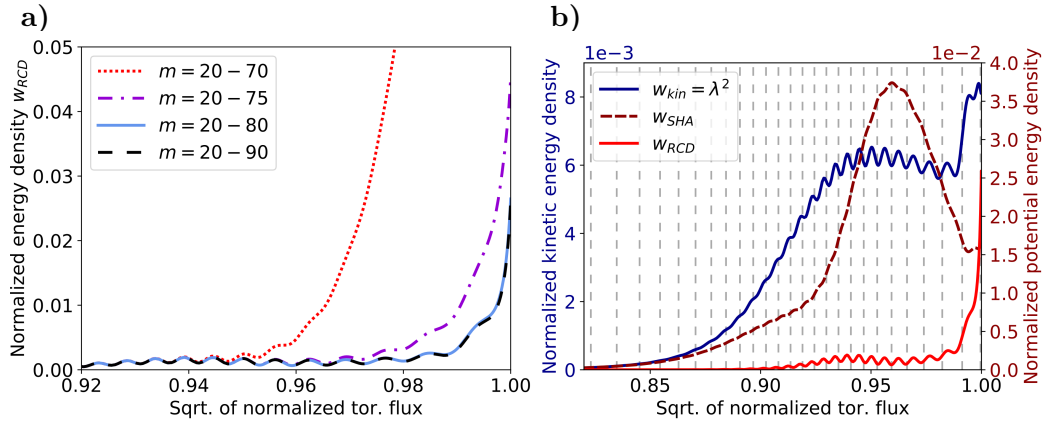 a)
Normalized energy density w_RCD
0.05
0.04
0.03
0.02
0.01
0.00
m = 20 − 70
m = 20 − 75
m = 20 − 80
m = 20 − 90
0.92 0.94 0.96 0.98 1.00
Sqrt. of normalized tor. flux
b)
1e−3
1e−2
Normalized kinetic energy density
8
6
4
2
0
w_kin = λ²
w_SHA
w_RCD
4.0
3.5
3.0
2.5
2.0
1.5
1.0
0.5
0.0
Normalized potential energy density
0.85 0.90 0.95 1.00
Sqrt. of normalized tor. flux